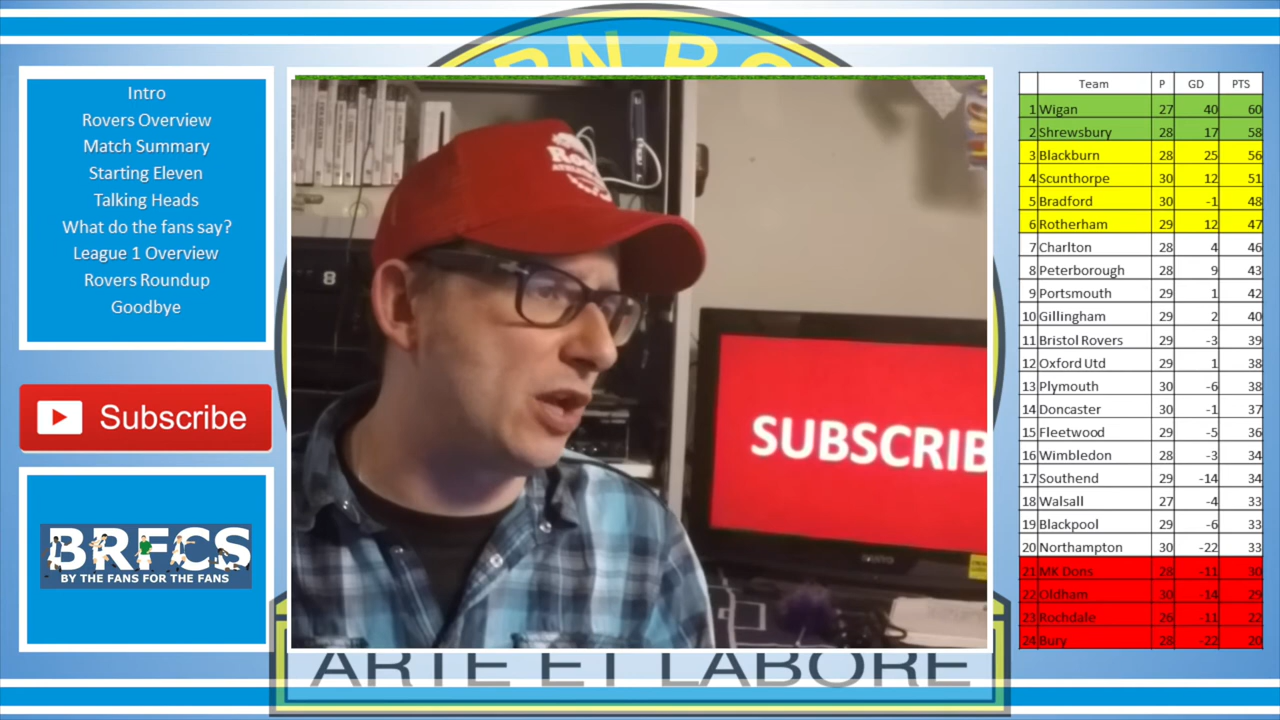 RN RO
Intro
Rovers Overview
Match Summary
Starting Eleven
Talking Heads
What do the fans say?
League 1 Overview
Rovers Roundup
Goodbye
Subscribe
BRFCS
BY THE FANS FOR THE FANS
8
SUBSCRIB
ARTE ET LABORE
Team P GD PTS
1 Wigan 27 40 60
2 Shrewsbury 28 17 58
3 Blackburn 28 25 56
4 Scunthorpe 30 12 51
5 Bradford 30 -1 48
6 Rotherham 29 12 47
7 Charlton 28 4 46
8 Peterborough 28 9 43
9 Portsmouth 29 1 42
10 Gillingham 29 2 40
11 Bristol Rovers 29 -3 39
12 Oxford Utd 29 1 38
13 Plymouth 30 -6 38
14 Doncaster 30 -1 37
15 Fleetwood 29 -5 36
16 Wimbledon 28 -3 34
17 Southend 29 -14 34
18 Walsall 27 -4 33
19 Blackpool 29 -6 33
20 Northampton 30 -22 33
21 MK Dons 28 -11 30
22 Oldham 30 -14 29
23 Rochdale 26 -11 22
24 Bury 28 -22 20